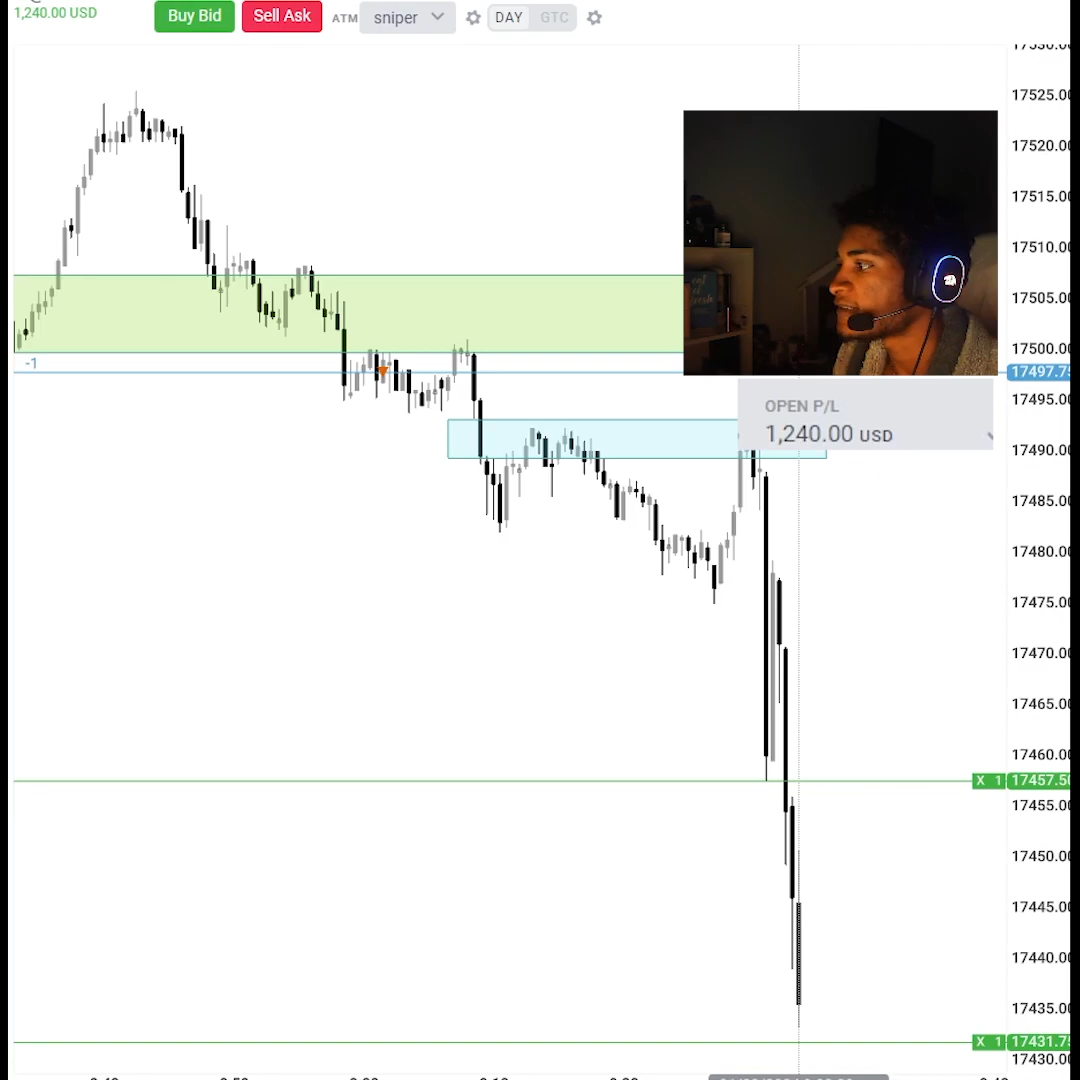 1,240.00 USD
Buy Bid
Sell Ask
ATM
sniper
DAY
GTC
17525.00
17520.00
17515.00
17510.00
17505.00
17500.00
-1
17497.75
17495.00
OPEN P/L
1,240.00 USD
17490.00
17485.00
17480.00
17475.00
17470.00
17465.00
17460.00
X 1 17457.50
17455.00
17450.00
17445.00
17440.00
17435.00
X 1 17431.75
17430.00